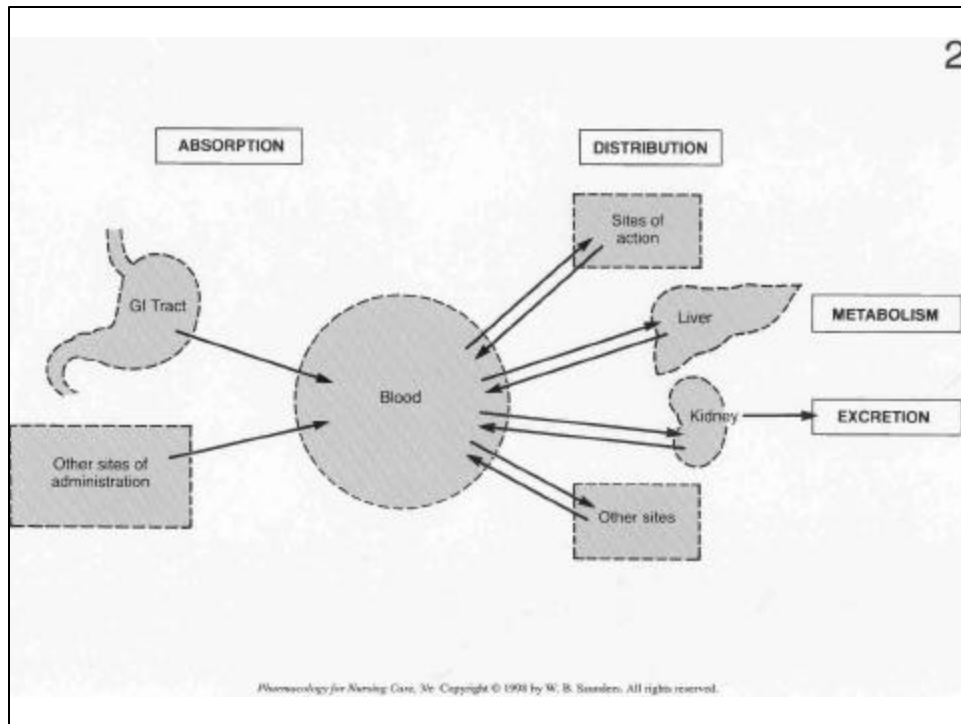 2
ABSORPTION
DISTRIBUTION
Sites of
action
GI Tract
Liver
METABOLISM
Blood
Kidney
EXCRETION
Other sites of
administration
Other sites
Pharmacology for Nursing Care, 3/e Copyright © 1998 by W. B. Saunders. All rights reserved.